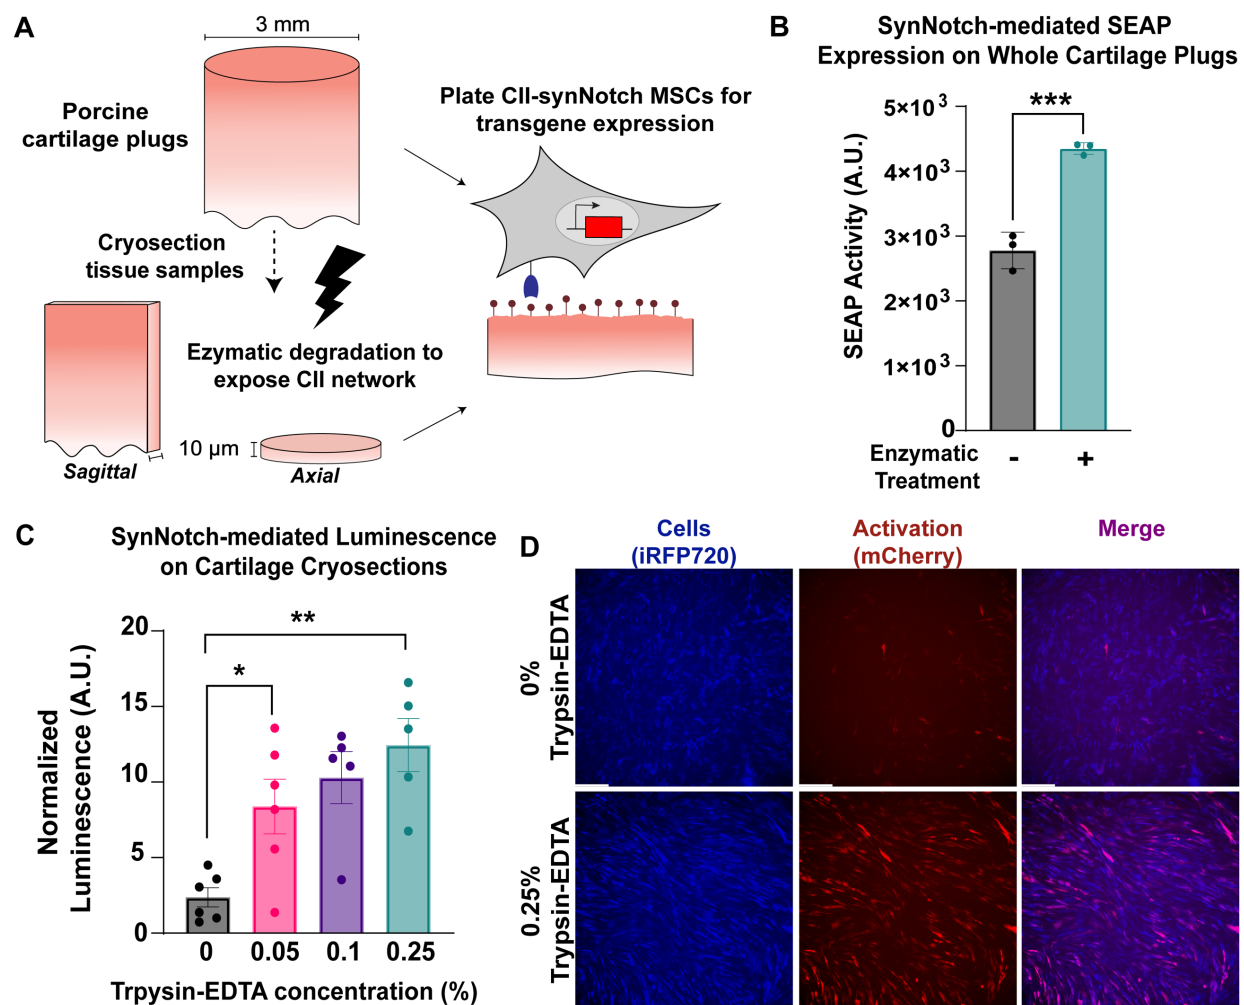 A
3 mm
Porcine
cartilage plugs
Cryosection
tissue samples
Ezymatic degradation to
expose CII network
Sagittal
10 µm
Axial
Plate CII-synNotch MSCs for
transgene expression
B
SynNotch-mediated SEAP
Expression on Whole Cartilage Plugs
SEAP Activity (A.U.)
5×10³
4×10³
3×10³
2×10³
1×10³
0
***
Enzymatic
Treatment
-
+
C
SynNotch-mediated Luminescence
on Cartilage Cryosections
Normalized
Luminescence (A.U.)
20
15
10
5
0
*
**
0
0.05
0.1
0.25
Trpysin-EDTA concentration (%)
D
Cells
(iRFP720)
Activation
(mCherry)
Merge
0%
Trypsin-EDTA
0.25%
Trypsin-EDTA